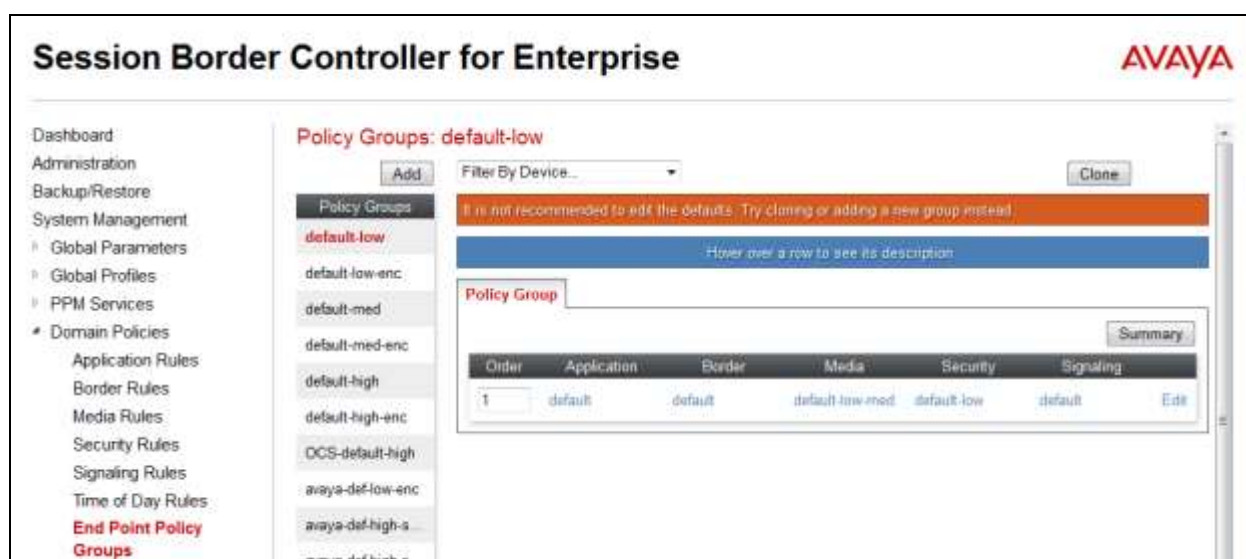 Session Border Controller for Enterprise
AVAYA
Dashboard
Administration
Backup/Restore
System Management
Global Parameters
Global Profiles
PPM Services
Domain Policies
Application Rules
Border Rules
Media Rules
Security Rules
Signaling Rules
Time of Day Rules
End Point Policy
Groups
Policy Groups: default-low
Add
Filter By Device...
Clone
Policy Groups
default-low
default-low-enc
default-med
default-med-enc
default-high
default-high-enc
OCS-default-high
avaya-def-low-enc
avaya-def-high-s...
It is not recommended to edit the defaults. Try cloning or adding a new group instead.
Hover over a row to see its description.
Policy Group
Summary
Order Application Border Media Security Signaling
1 default default default-low-med default-low default Edit